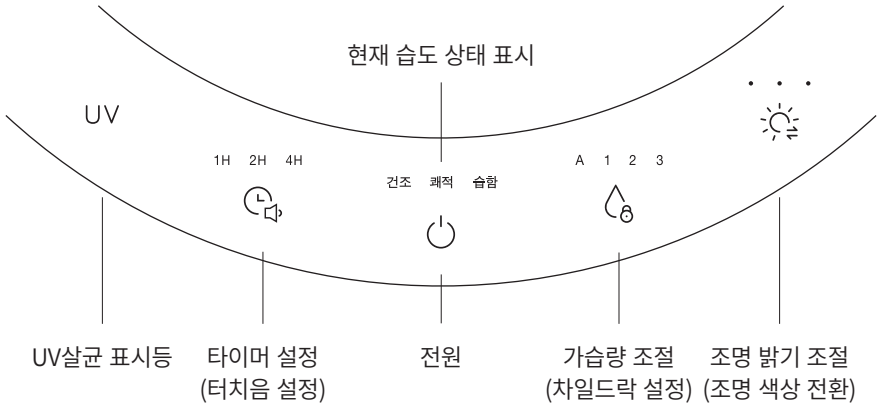 현재 습도 상태 표시
UV
1H 2H 4H
건조 쾌적 습함
A 1 2 3
UV살균 표시등
타이머 설정
(터치음 설정)
전원
가습량 조절
(차일드락 설정)
조명 밝기 조절
(조명 색상 전환)